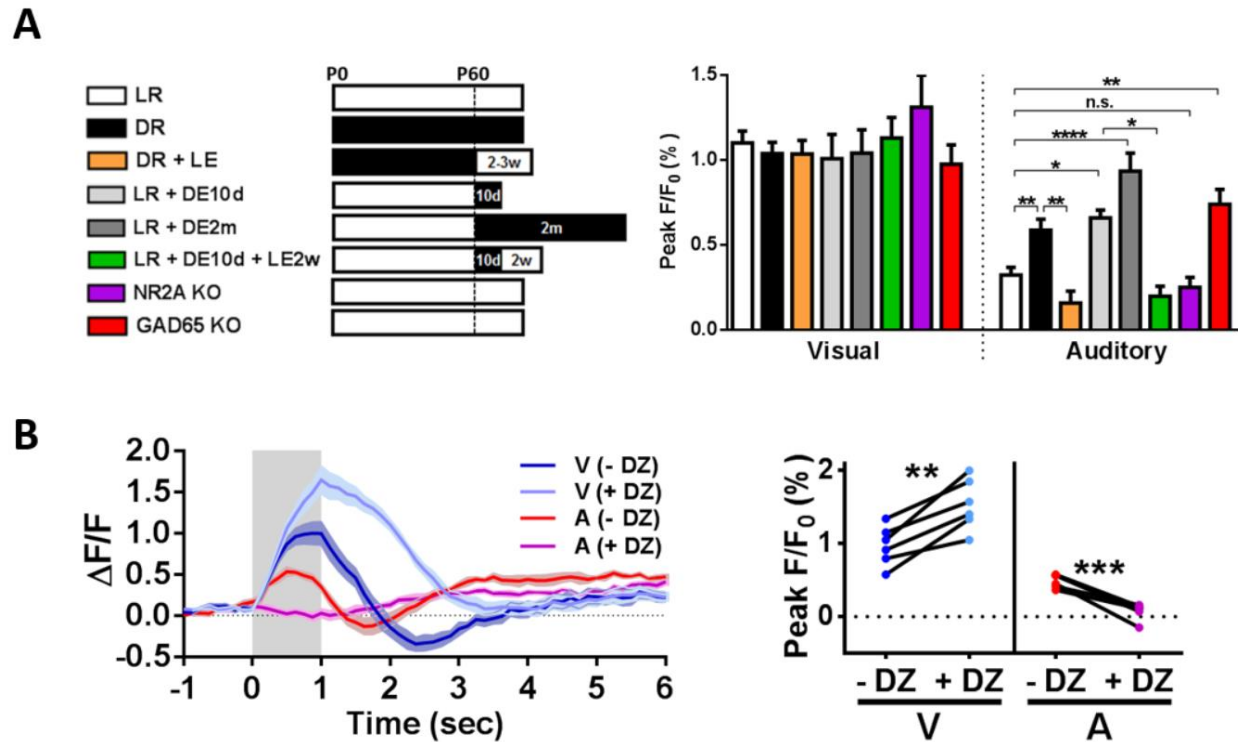 A
P0 P60
LR
DR
DR + LE 2-3w
LR + DE10d 10d
LR + DE2m 2m
LR + DE10d + LE2w 10d 2w
NR2A KO
GAD65 KO
Peak F/F0 (%)
1.5
1.0
0.5
0.0
** 
n.s.
**** *
*
** **
Visual Auditory
B
ΔF/F
2.0
1.5
1.0
0.5
0.0
-0.5
-1 0 1 2 3 4 5 6
Time (sec)
V (- DZ)
V (+ DZ)
A (- DZ)
A (+ DZ)
Peak F/F0 (%)
2
1
0
** ***
- DZ + DZ - DZ + DZ
V A